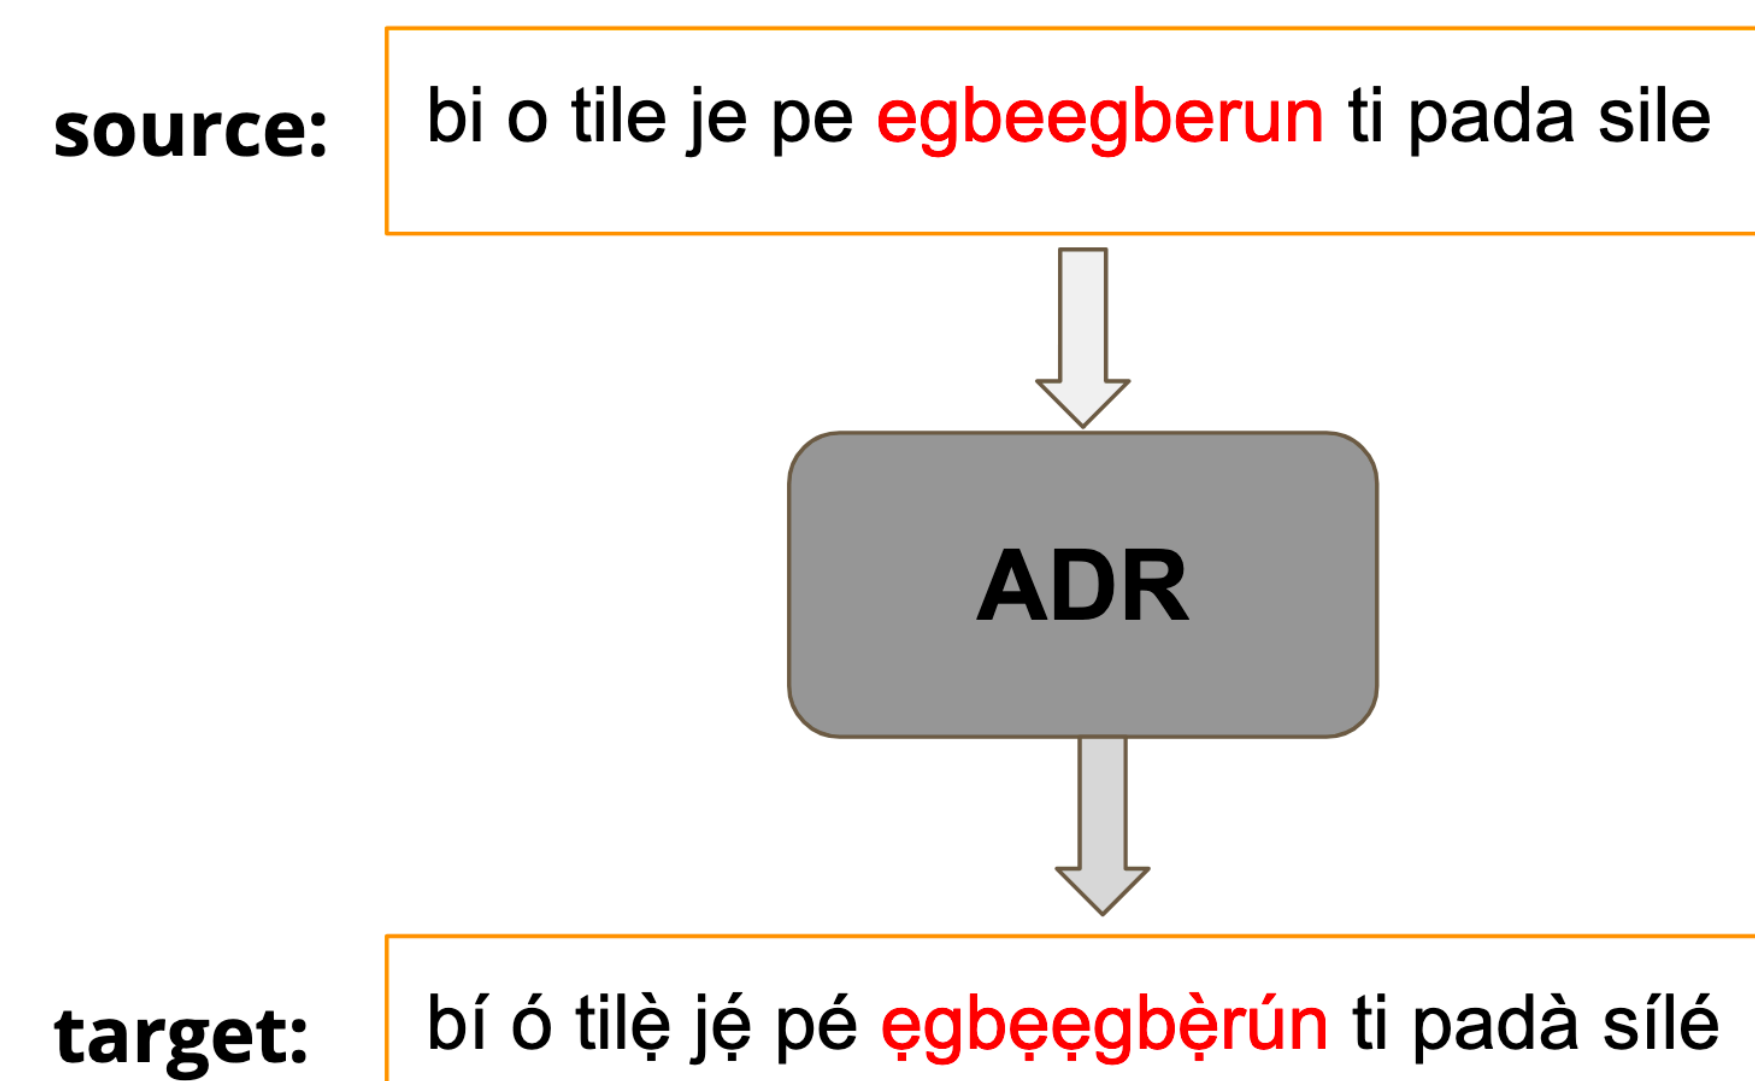 source: bi o tile je pe egbeegberun ti pada sile
ADR
target: bí ó tilẹ̀ jẹ́ pé ẹgbẹẹgbẹ̀rún ti padà sílé